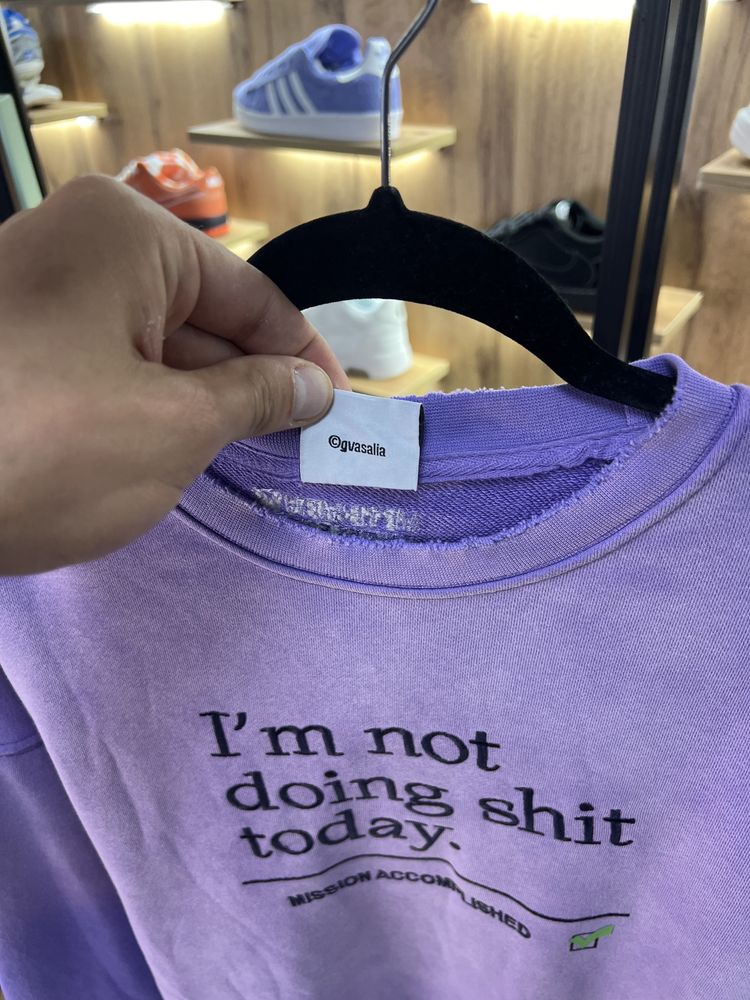 ©gvasalia
I'm not
doing shit
today.
MISSION ACCOMPLISHED